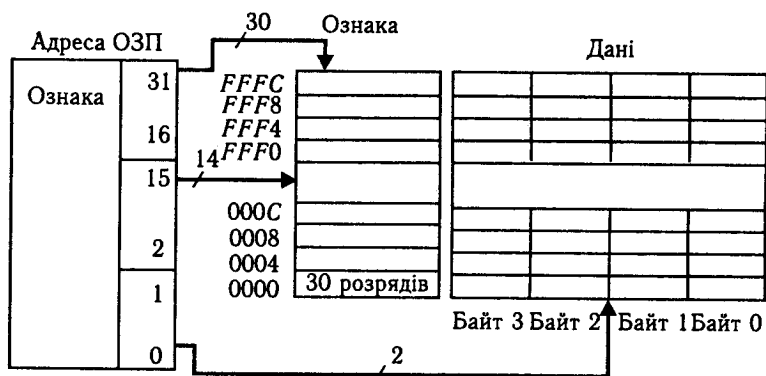 30
Ознака
Адреса ОЗП
Дані
Ознака
31
16
15
2
1
0
14
2
FFFC
FFF8
FFF4
FFF0
000C
0008
0004
0000
30 розрядів
Байт 3 Байт 2 Байт 1 Байт 0